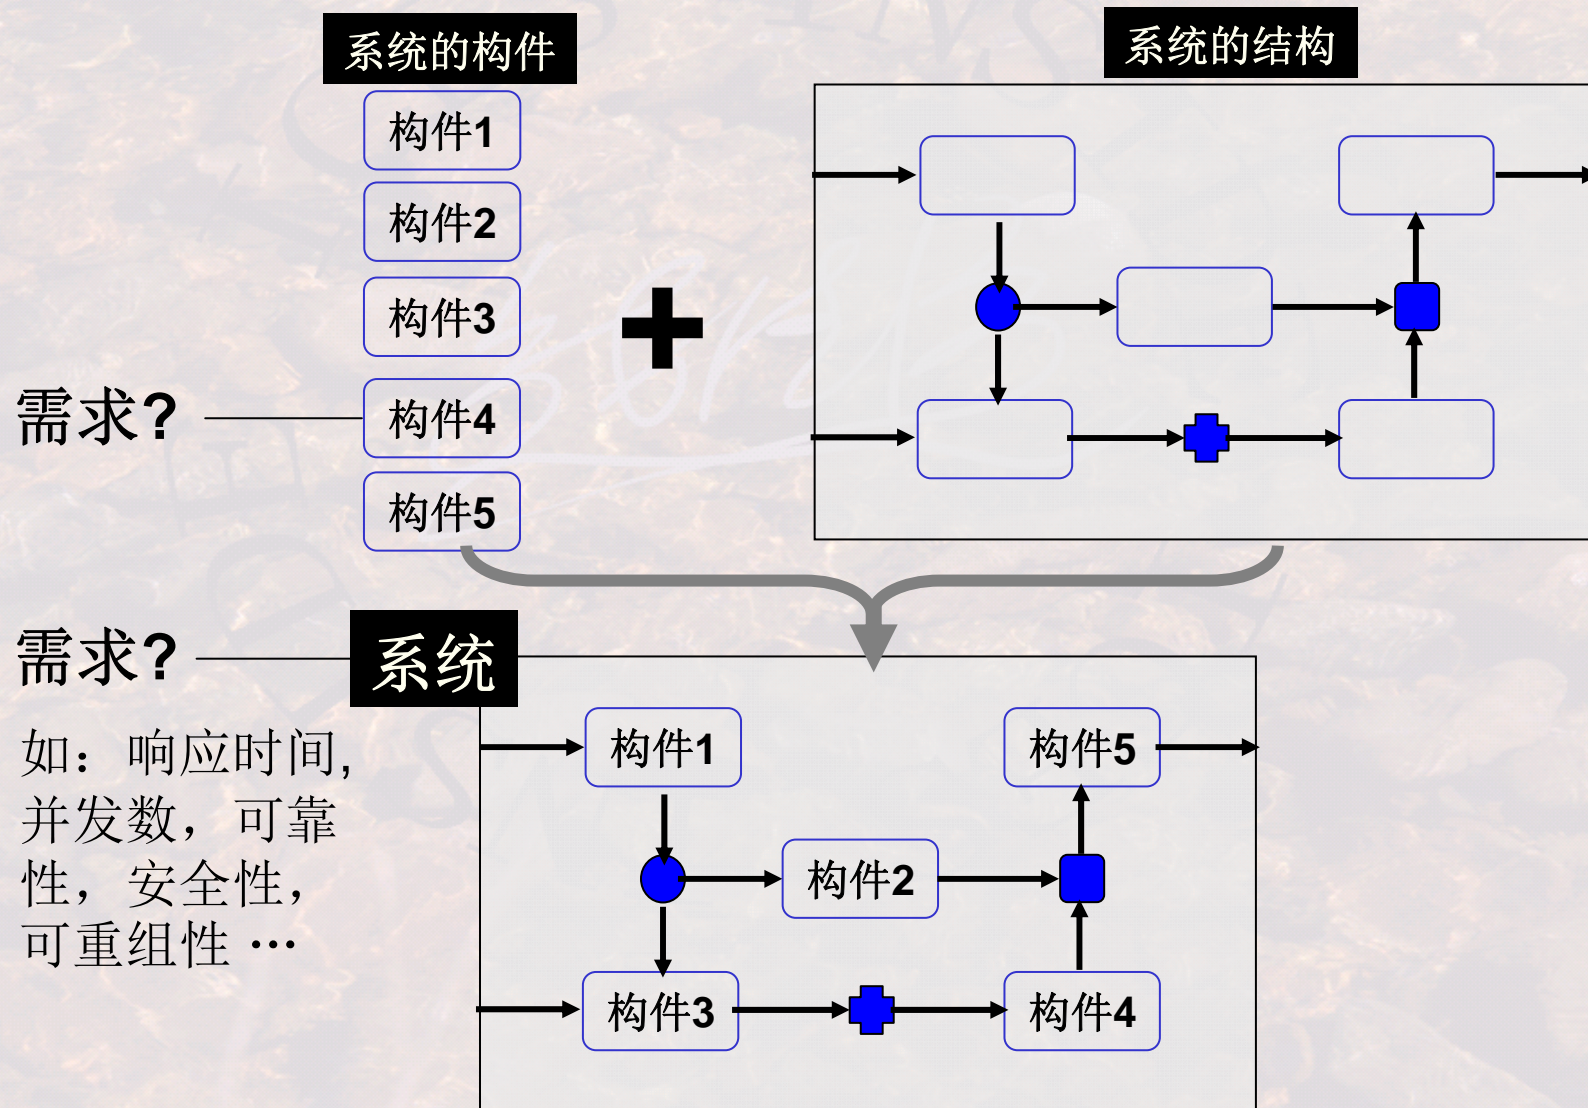 系统的构件
系统的结构
构件1
构件2
构件3
需求?
构件4
构件5
需求?
系统
如：响应时间,
并发数，可靠
性，安全性，
可重组性 …
构件1
构件5
构件2
构件3
构件4